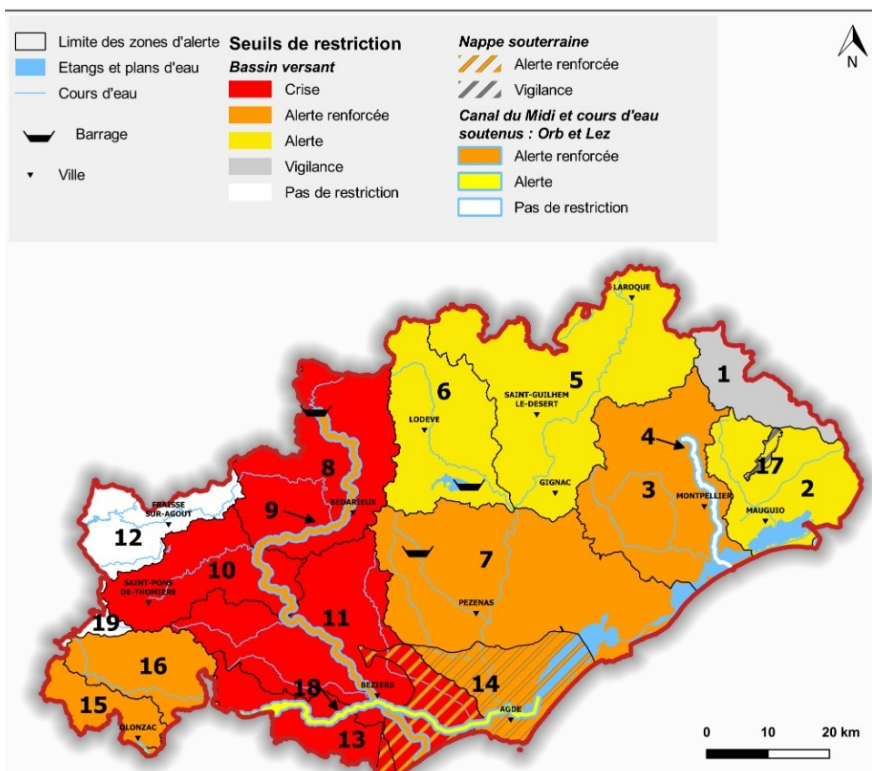 Limite des zones d'alerte
Etangs et plans d'eau
Cours d'eau
Barrage
Ville
Seuils de restriction
Bassin versant
Crise
Alerte renforcée
Alerte
Vigilance
Pas de restriction
Nappe souterraine
Alerte renforcée
Vigilance
Canal du Midi et cours d'eau
soutenus : Orb et Lez
Alerte renforcée
Alerte
Pas de restriction
N
LAROQUE
1
6
5
SAINT-GUILHEM
LE-DESERT
LODEVE
4
17
8
GIGNAC
3
2
MONTPELLIER
MAUGUIO
BEDARIEUX
9
FRAISSE
SUR-AGOUT
12
7
10
SAINT-PONS
DE-THOMIERE
PEZENAS
11
19
16
14
15
18
BEZIERS
AGDE
OLONZAC
13
0 10 20 km